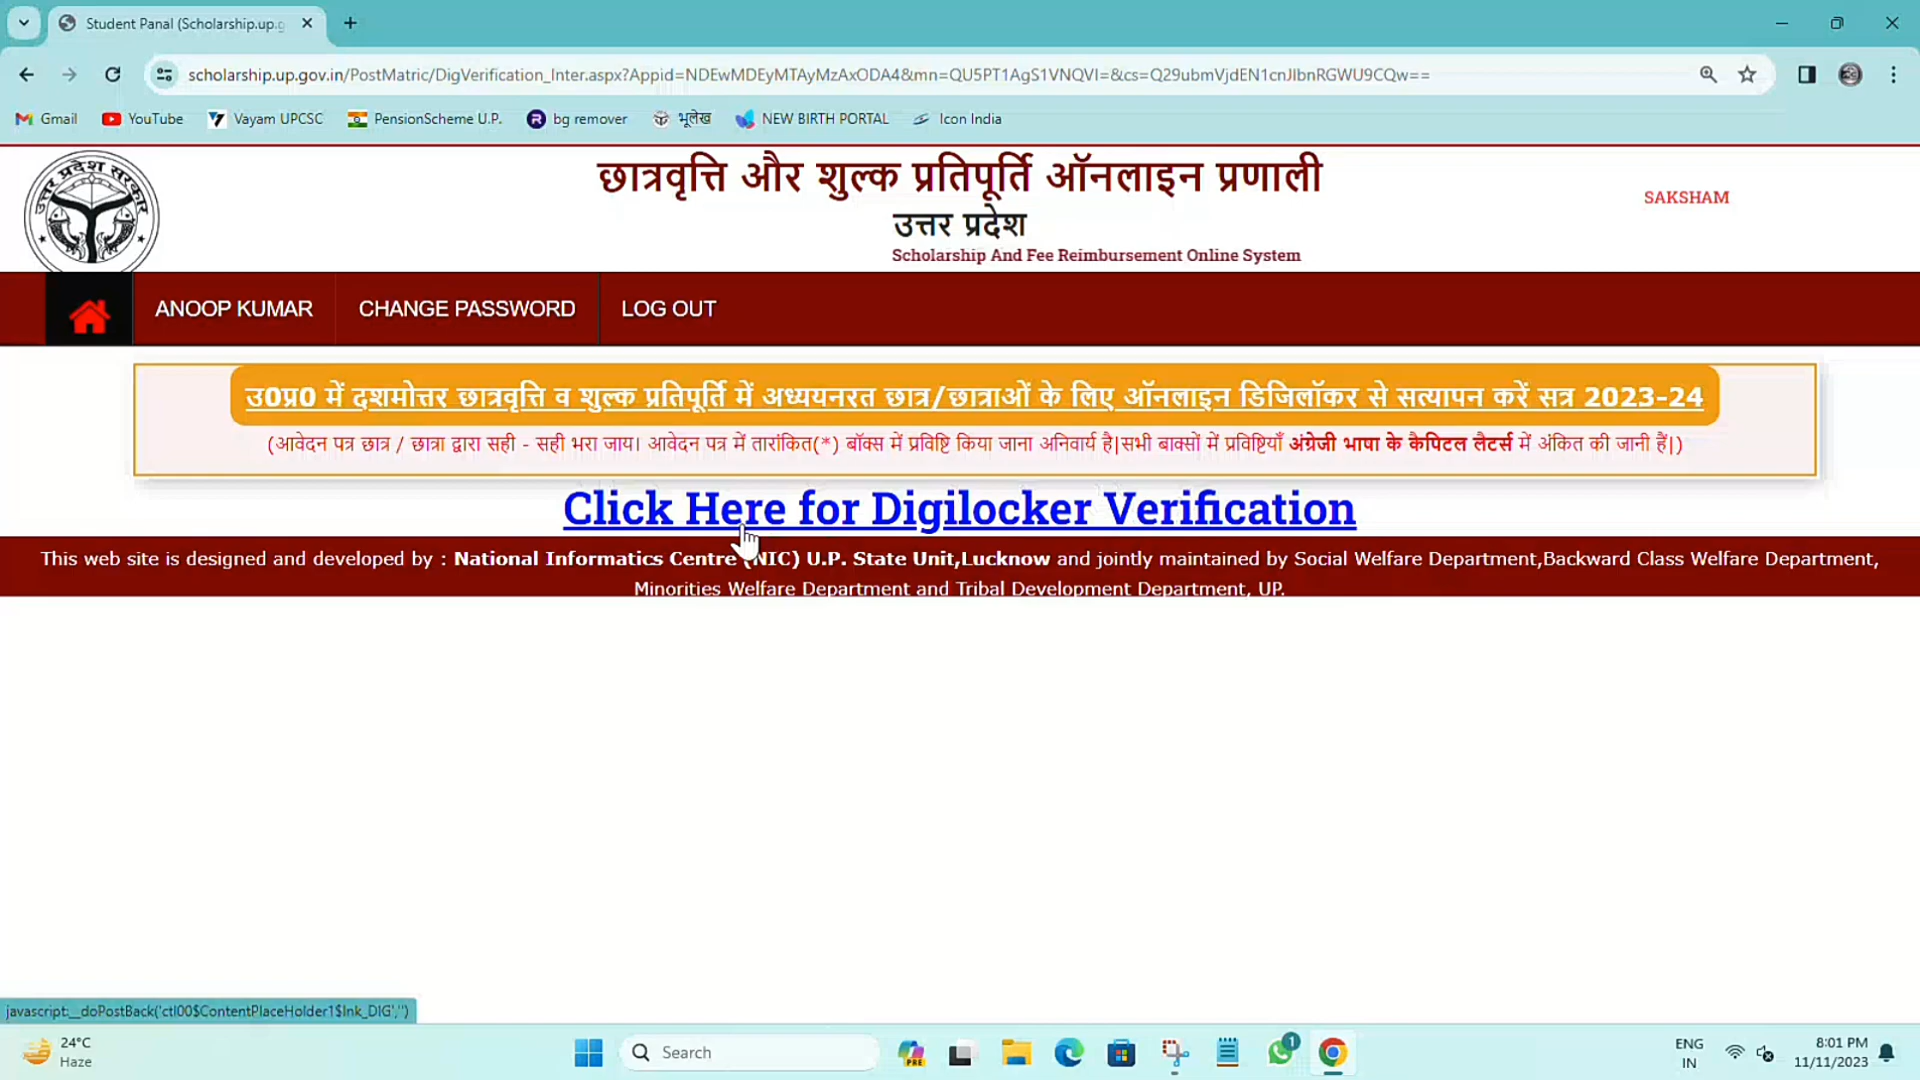 Student Panal (Scholarship.up.g
scholarship.up.gov.in/PostMatric/DigVerification_Inter.aspx?Appid=NDEwMDEyMTAyMzAxODA4&mn=QU5PT1AgS1VNQVI=&cs=Q29ubmVjdEN1cnJlbnRGWU9CQw==
Gmail YouTube Vayam UPCSC PensionScheme U.P. bg remover भूलेख NEW BIRTH PORTAL Icon India
उत्तर प्रदेश सरकार
छात्रवृत्ति और शुल्क प्रतिपूर्ति ऑनलाइन प्रणाली
उत्तर प्रदेश
Scholarship And Fee Reimbursement Online System
SAKSHAM
ANOOP KUMAR CHANGE PASSWORD LOG OUT
उ0प्र0 में दशमोत्तर छात्रवृत्ति व शुल्क प्रतिपूर्ति में अध्ययनरत छात्र/छात्राओं के लिए ऑनलाइन डिजिलॉकर से सत्यापन करें सत्र 2023-24
(आवेदन पत्र छात्र / छात्रा द्वारा सही - सही भरा जाय। आवेदन पत्र में तारांकित(*) बॉक्स में प्रविष्टि किया जाना अनिवार्य है|सभी बाक्सों में प्रविष्टियाँ अंग्रेजी भाषा के कैपिटल लैटर्स में अंकित की जानी हैं|)
Click Here for Digilocker Verification
This web site is designed and developed by : National Informatics Centre (NIC) U.P. State Unit,Lucknow and jointly maintained by Social Welfare Department,Backward Class Welfare Department,
Minorities Welfare Department and Tribal Development Department, UP.
javascript:__doPostBack('ctl00$ContentPlaceHolder1$lnk_DIG','')
24°C
Haze
Search
PRE
1
ENG
IN
8:01 PM
11/11/2023